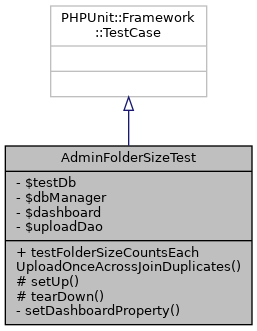 PHPUnit::Framework
::TestCase
AdminFolderSizeTest
- $testDb
- $dbManager
- $dashboard
- $uploadDao
+ testFolderSizeCountsEach
UploadOnceAcrossJoinDuplicates()
# setUp()
# tearDown()
- setDashboardProperty()